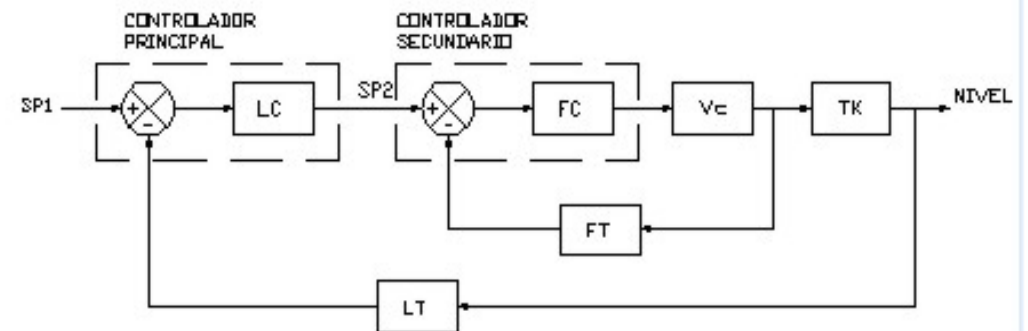 CONTROLADOR
PRINCIPAL
CONTROLADOR
SECUNDARIO
SP1
+
-
LC
SP2
+
-
FC
Vc
TK
NIVEL
FT
LT